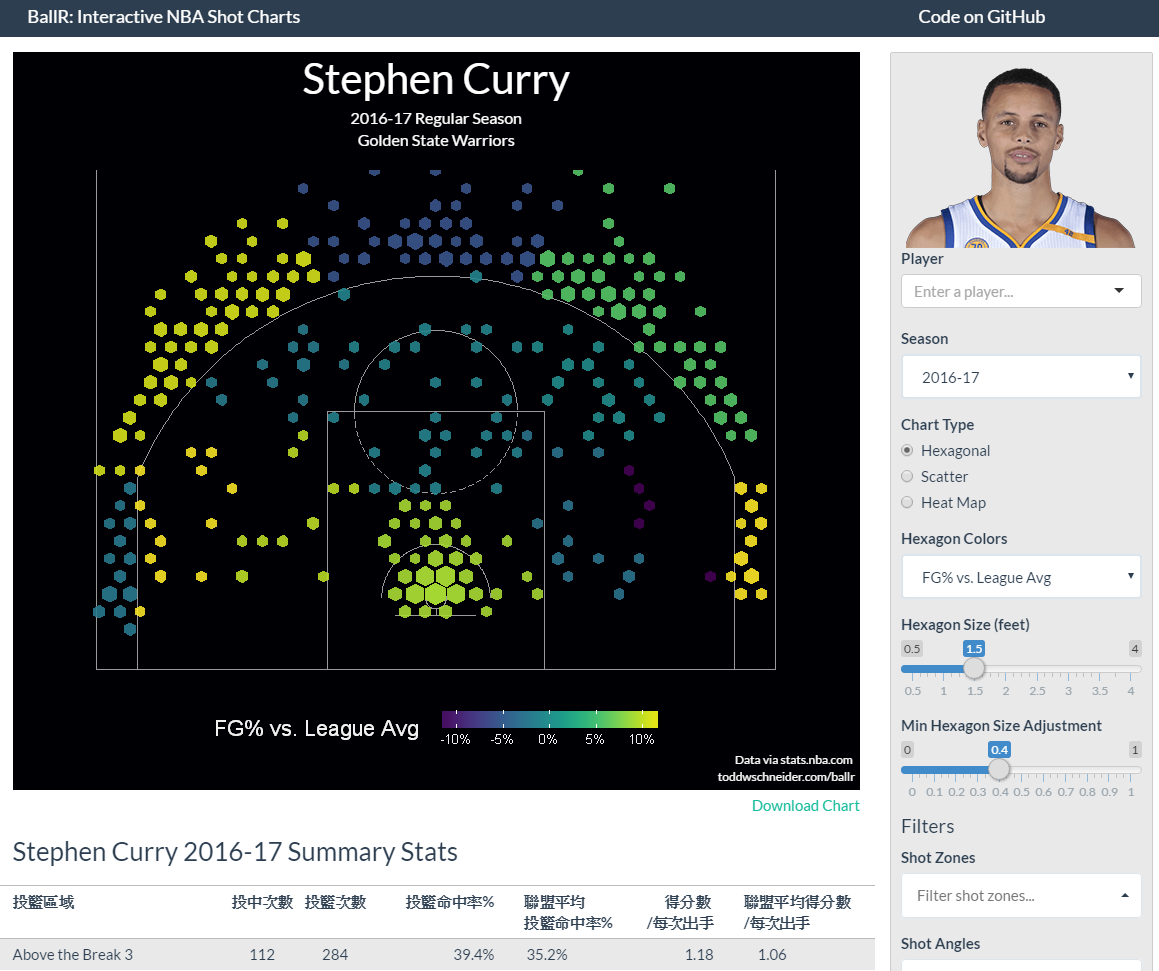 BallR: Interactive NBA Shot Charts
Code on GitHub
Stephen Curry
2016-17 Regular Season
Golden State Warriors
FG% vs. League Avg
-10% -5% 0% 5% 10%
Data via stats.nba.com
toddwschneider.com/ballr
Download Chart
Stephen Curry 2016-17 Summary Stats
投籃區域 投中次數 投籃次數 投籃命中率% 聯盟平均 得分數 聯盟平均得分數
投籃命中率% /每次出手 /每次出手
Above the Break 3 112 284 39.4% 35.2% 1.18 1.06
Player
Enter a player...
Season
2016-17
Chart Type
Hexagonal
Scatter
Heat Map
Hexagon Colors
FG% vs. League Avg
Hexagon Size (feet)
0.5 1.5 4
0.5 1 1.5 2 2.5 3 3.5 4
Min Hexagon Size Adjustment
0 0.4 1
0 0.1 0.2 0.3 0.4 0.5 0.6 0.7 0.8 0.9 1
Filters
Shot Zones
Filter shot zones...
Shot Angles